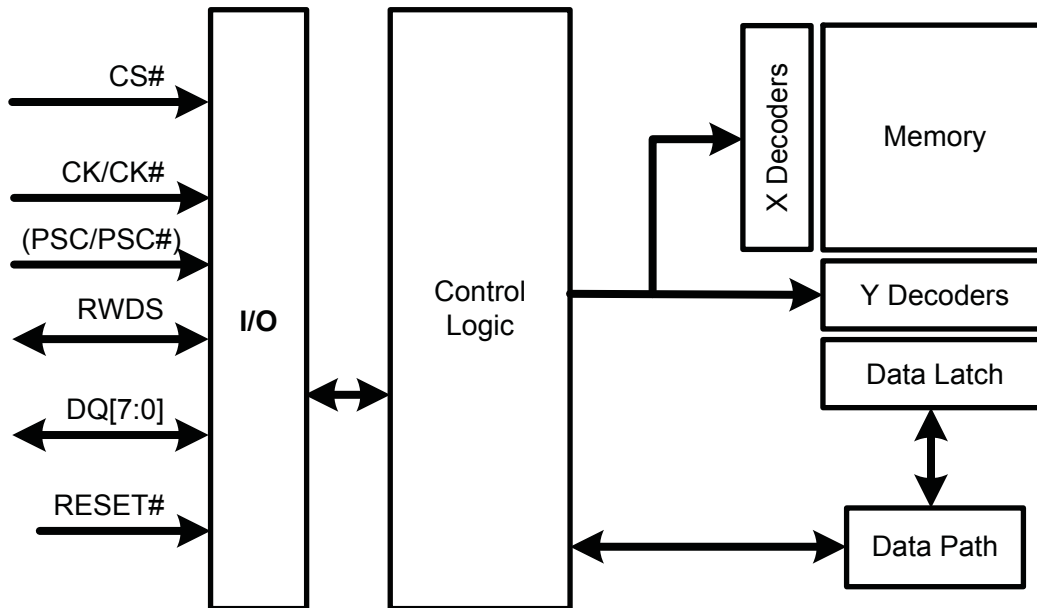 CS#
CK/CK#
(PSC/PSC#)
RWDS
DQ[7:0]
RESET#
I/O
Control
Logic
X Decoders
Memory
Y Decoders
Data Latch
Data Path